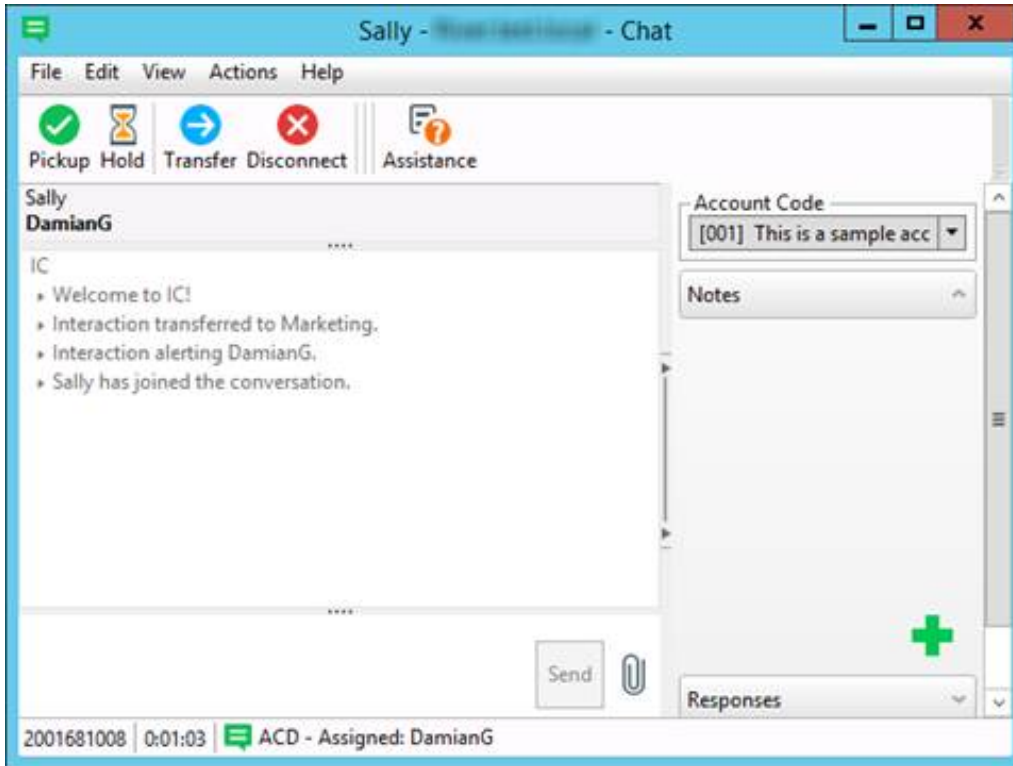 Sally - - Chat
File Edit View Actions Help
Pickup Hold Transfer Disconnect Assistance
Sally
DamianG
IC
Welcome to IC!
Interaction transferred to Marketing.
Interaction alerting DamianG.
Sally has joined the conversation.
Send
Account Code
[001] This is a sample acc
Notes
Responses
2001681008 0:01:03 ACD - Assigned: DamianG